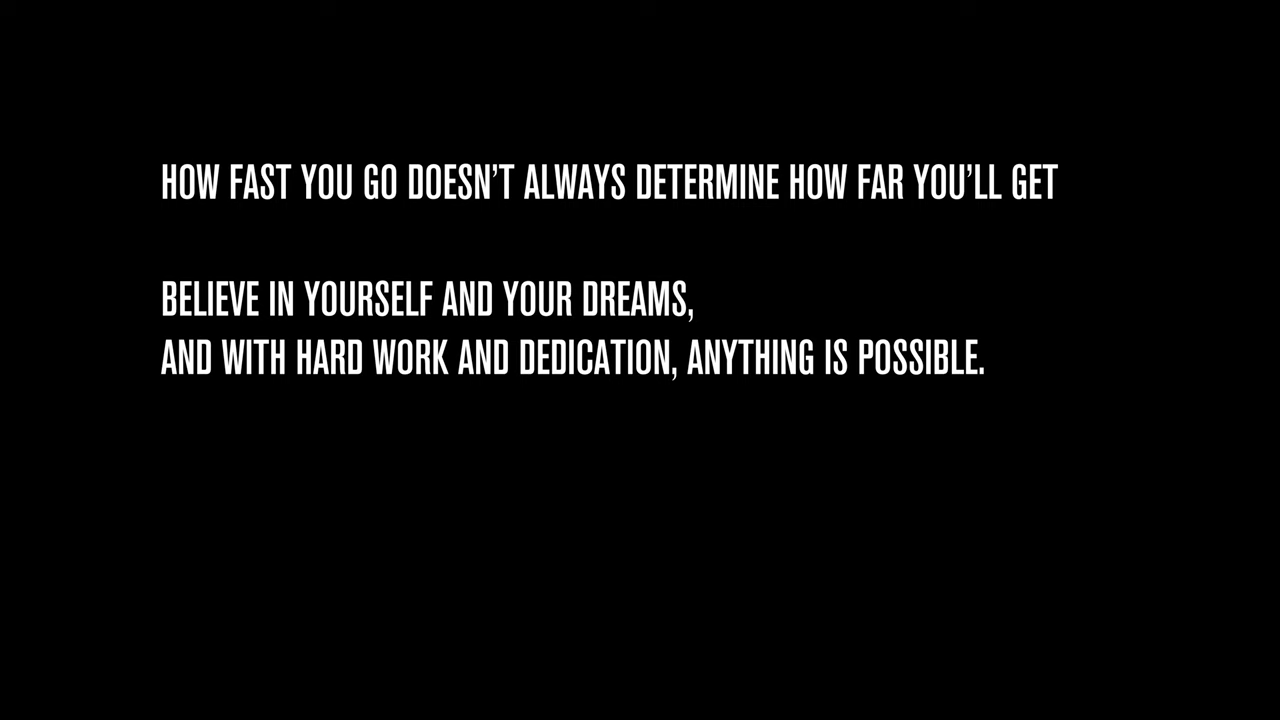 HOW FAST YOU GO DOESN’T ALWAYS DETERMINE HOW FAR YOU’LL GET
BELIEVE IN YOURSELF AND YOUR DREAMS,
AND WITH HARD WORK AND DEDICATION, ANYTHING IS POSSIBLE.